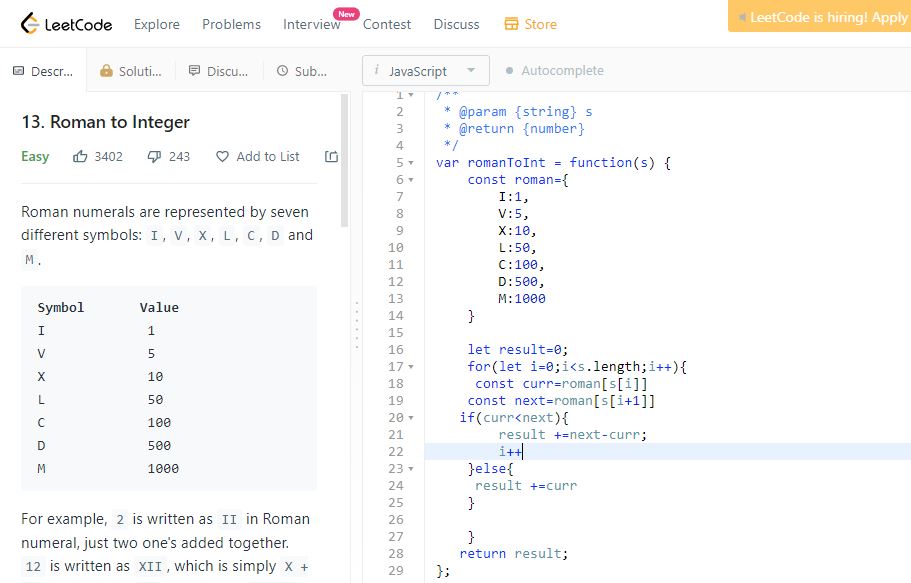 LeetCode Explore Problems Interview New Contest Discuss Store LeetCode is hiring! Apply
Descr... Soluti... Discu... Sub... i JavaScript Autocomplete
13. Roman to Integer
Easy 3402 243 Add to List
Roman numerals are represented by seven
different symbols: I, V, X, L, C, D and
M.
Symbol Value
I 1
V 5
X 10
L 50
C 100
D 500
M 1000
For example, 2 is written as II in Roman
numeral, just two one's added together.
12 is written as XII, which is simply X +
1 /**
2 * @param {string} s
3 * @return {number}
4 */
5 var romanToInt = function(s) {
6 const roman={
7 I:1,
8 V:5,
9 X:10,
10 L:50,
11 C:100,
12 D:500,
13 M:1000
14 }
15
16 let result=0;
17 for(let i=0;i<s.length;i++){
18 const curr=roman[s[i]]
19 const next=roman[s[i+1]]
20 if(curr<next){
21 result +=next-curr;
22 i++
23 }else{
24 result +=curr
25 }
26
27 }
28 return result;
29 };